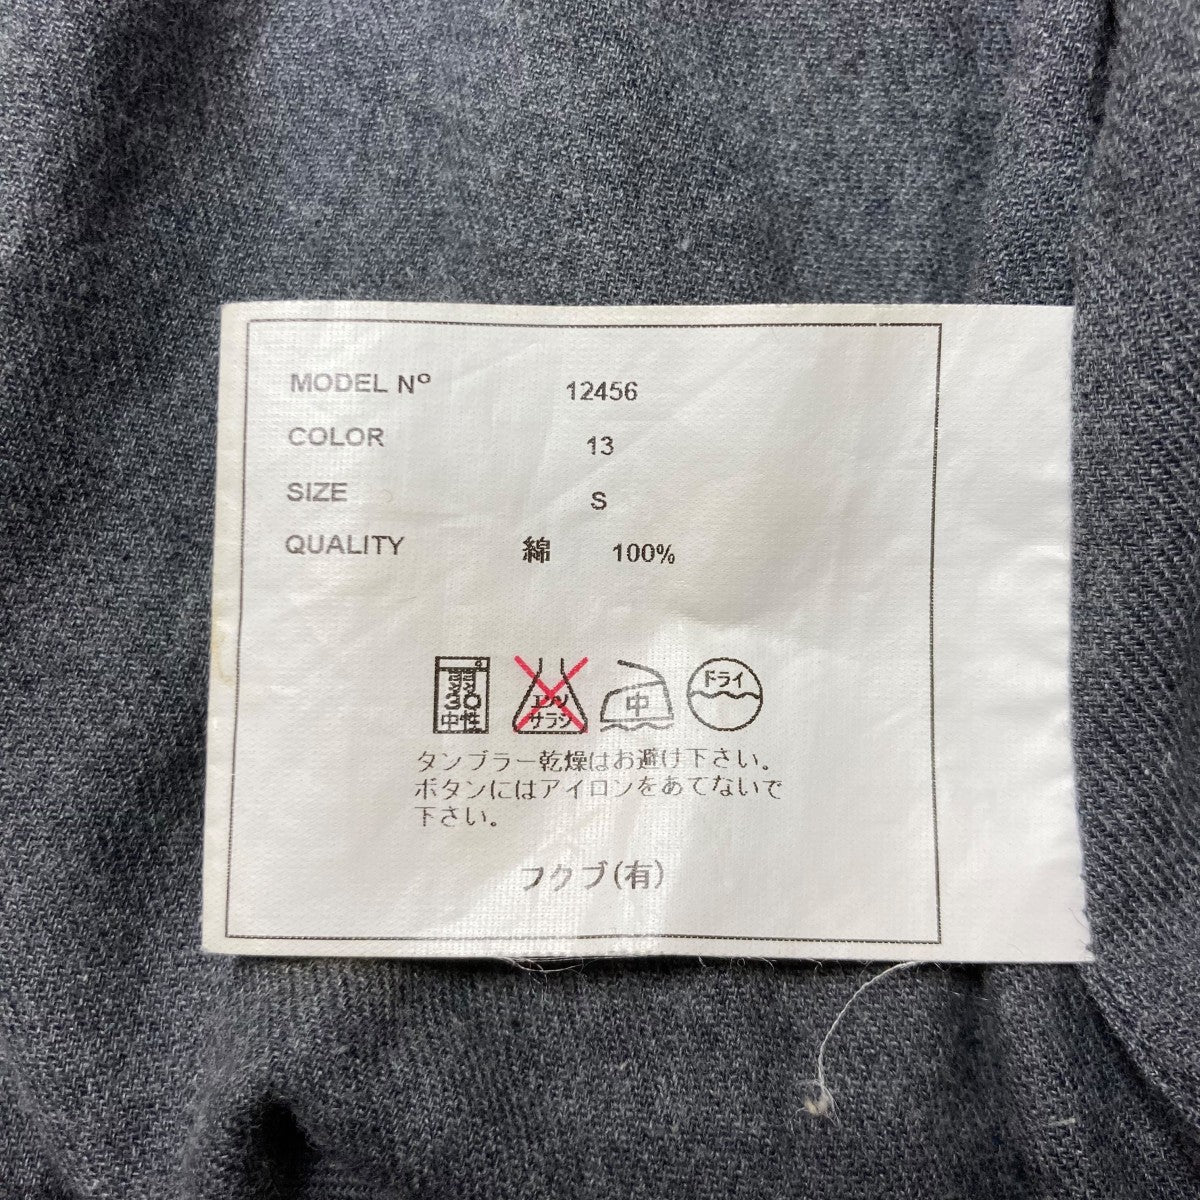 MODEL Nº 12456
COLOR 13
SIZE S
QUALITY 綿 100%
30 中性
エンソ サラシ
中
ドライ
タンブラー乾燥はお避け下さい。
ボタンにはアイロンをあてないで
下さい。
フクブ(有)